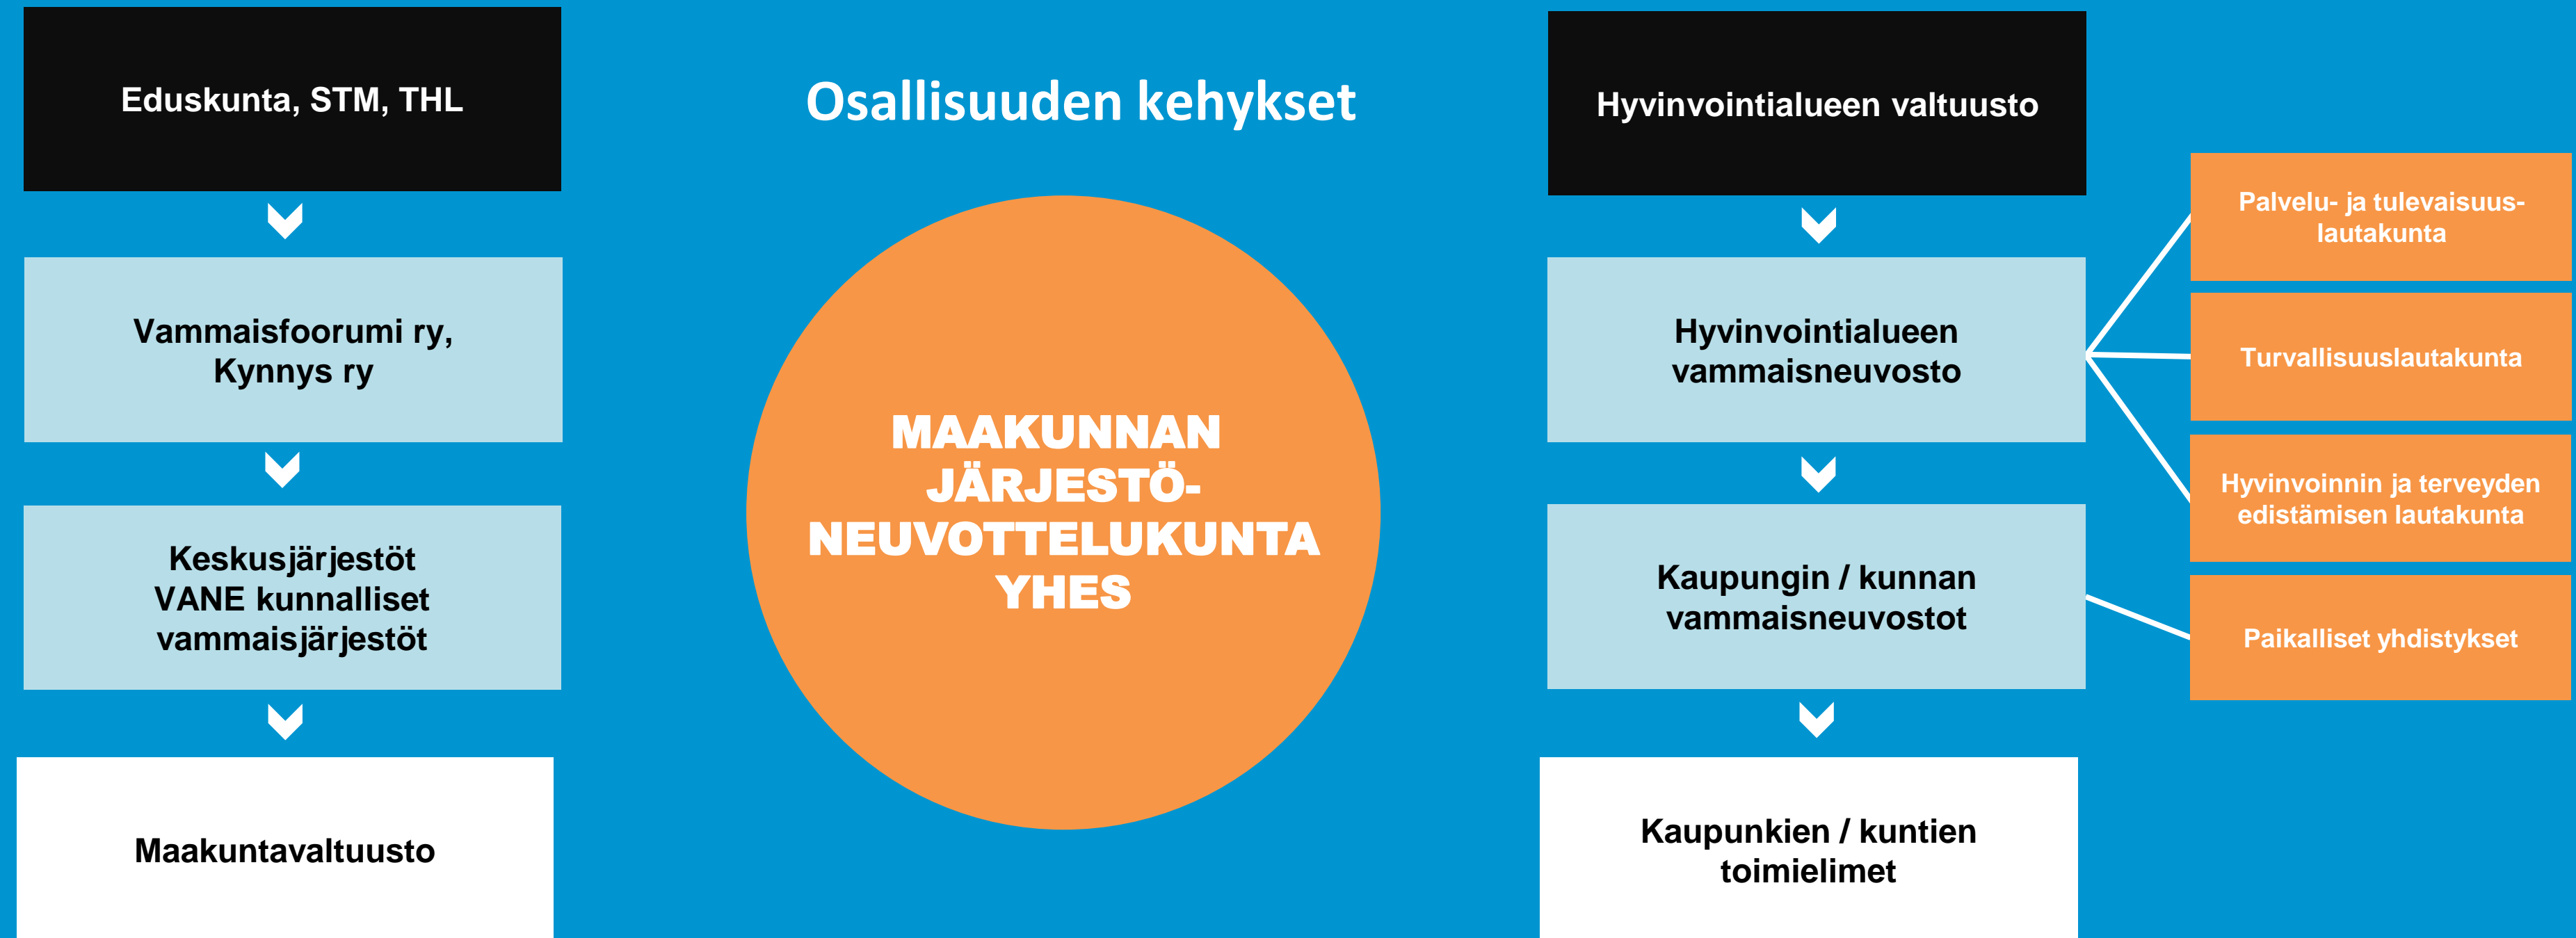 Osallisuuden kehykset
Eduskunta, STM, THL
Vammaisfoorumi ry,
Kynnys ry
Keskusjärjestöt
VANE kunnalliset
vammaisjärjestöt
Maakuntavaltuusto
MAAKUNNAN
JÄRJESTÖ-
NEUVOTTELUKUNTA
YHES
Hyvinvointialueen valtuusto
Hyvinvointialueen
vammaisneuvosto
Kaupungin / kunnan
vammaisneuvostot
Kaupunkien / kuntien
toimielimet
Palvelu- ja tulevaisuus-
lautakunta
Turvallisuuslautakunta
Hyvinvoinnin ja terveyden
edistämisen lautakunta
Paikalliset yhdistykset